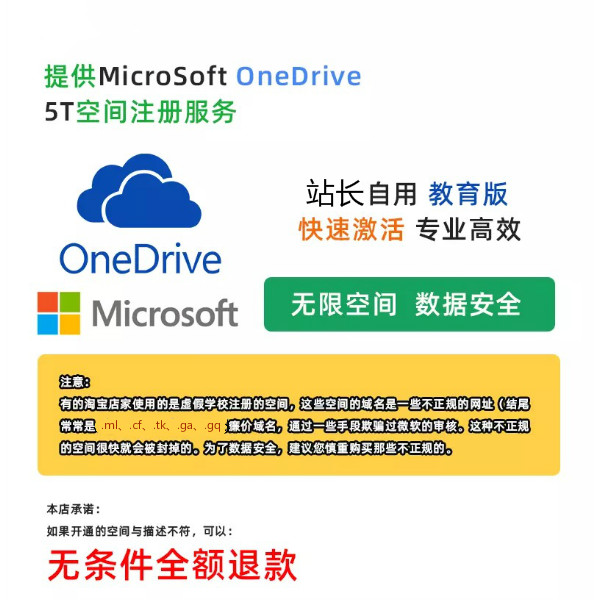 提供MicroSoft OneDrive
5T空间注册服务
OneDrive
Microsoft
站长自用 教育版
快速激活 专业高效
无限空间 数据安全
注意：
有的淘宝店家使用的是虚假学校注册的空间，这些空间的域名是一些不正规的网址（结尾
常常是 .ml、.cf、.tk、.ga、.gq 廉价域名，通过一些手段欺骗过微软的审核。这种不正规
的空间很快就会被封掉的。为了数据安全，建议您慎重购买那些不正规的。
本店承诺：
如果开通的空间与描述不符，可以：
无条件全额退款